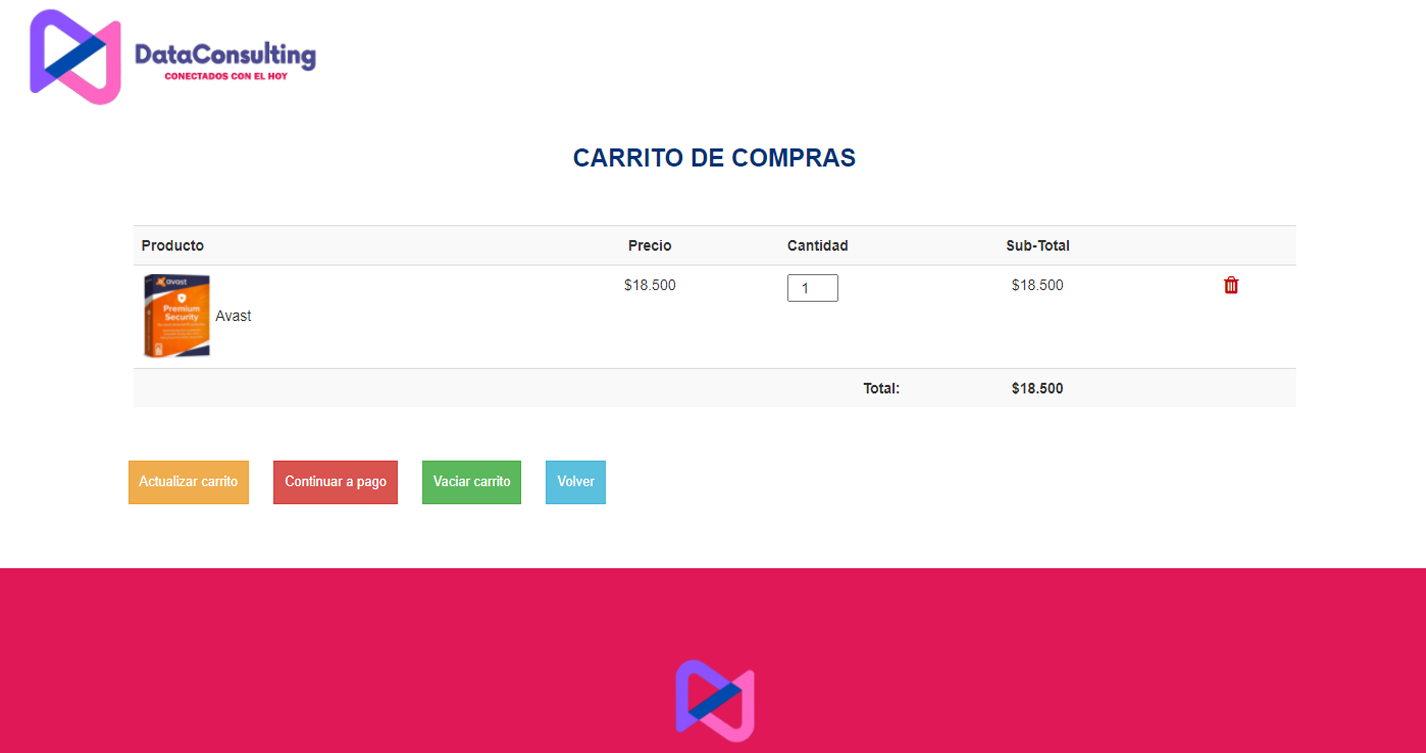 DataConsulting
CONECTADOS CON EL HOY
CARRITO DE COMPRAS
Producto Precio Cantidad Sub-Total
avast
Premium
Security
Avast $18.500 1 $18.500
Total: $18.500
Actualizar carrito Continuar a pago Vaciar carrito Volver